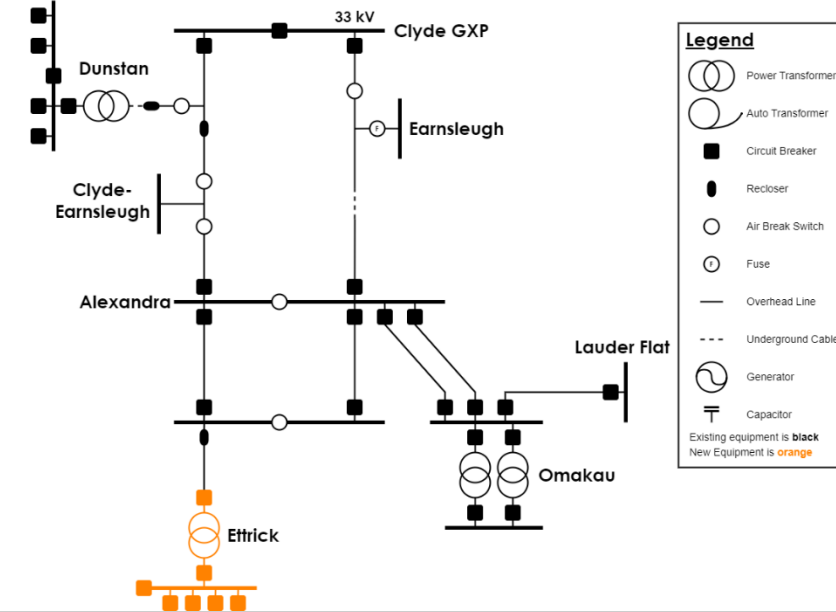 33 kV
Clyde GXP
Dunstan
F
Earnsleugh
Clyde-
Earnsleugh
Alexandra
Lauder Flat
Omakau
Ettrick
Legend
Power Transformer
Auto Transformer
Circuit Breaker
Recloser
Air Break Switch
F
Fuse
Overhead Line
Underground Cable
Generator
Capacitor
Existing equipment is black
New Equipment is orange